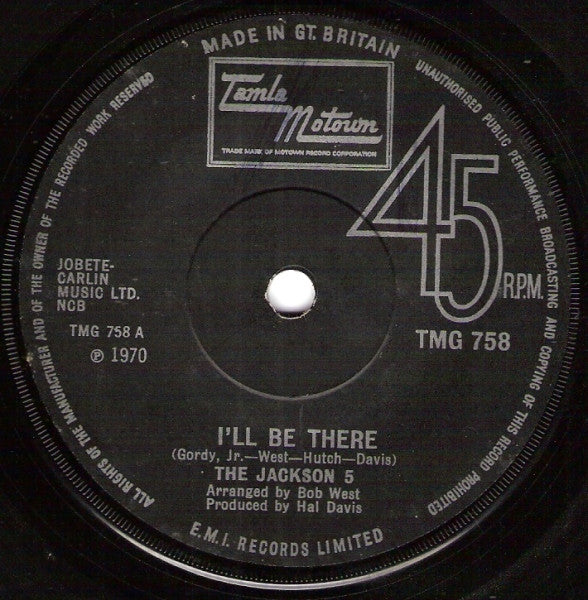 MADE IN GT. BRITAIN
UNAUTHORISED PUBLIC PERFORMANCE BROADCASTING AND COPYING OF THIS RECORD PROHIBITED
ALL RIGHTS OF THE MANUFACTURER AND OF THE OWNER OF THE RECORDED WORK RESERVED
Tamla
Motown
TRADE MARK OF MOTOWN RECORD CORPORATION
45
R.P.M.
TMG 758
JOBETE-
CARLIN
MUSIC LTD.
NCB
TMG 758 A
℗ 1970
I'LL BE THERE
(Gordy, Jr.—West—Hutch—Davis)
THE JACKSON 5
Arranged by Bob West
Produced by Hal Davis
E.M.I. RECORDS LIMITED